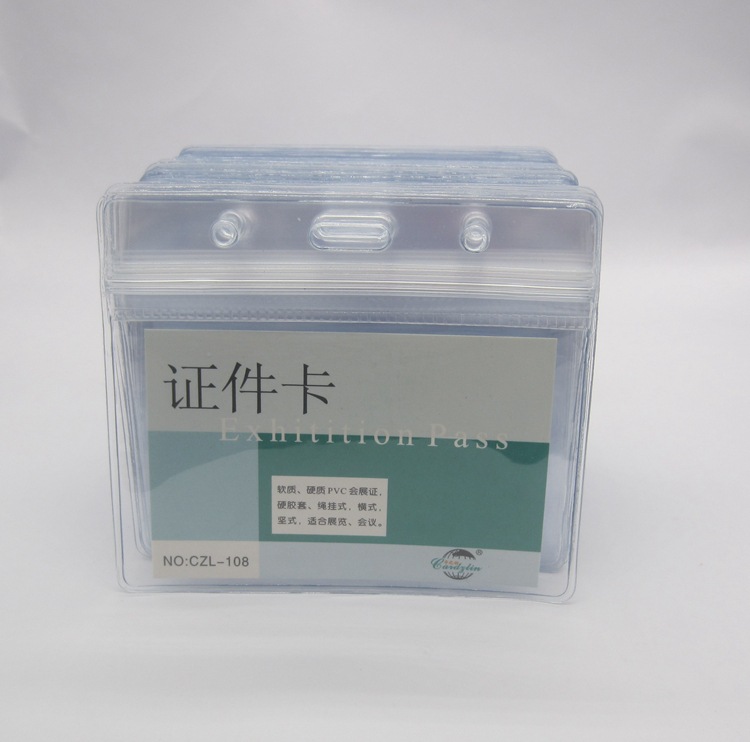 证件卡
Exhitition Pass
软质、硬质PVC会展证,
硬胶套、绳挂式,横式,
竖式,适合展览、会议。
NO:CZL-108
®